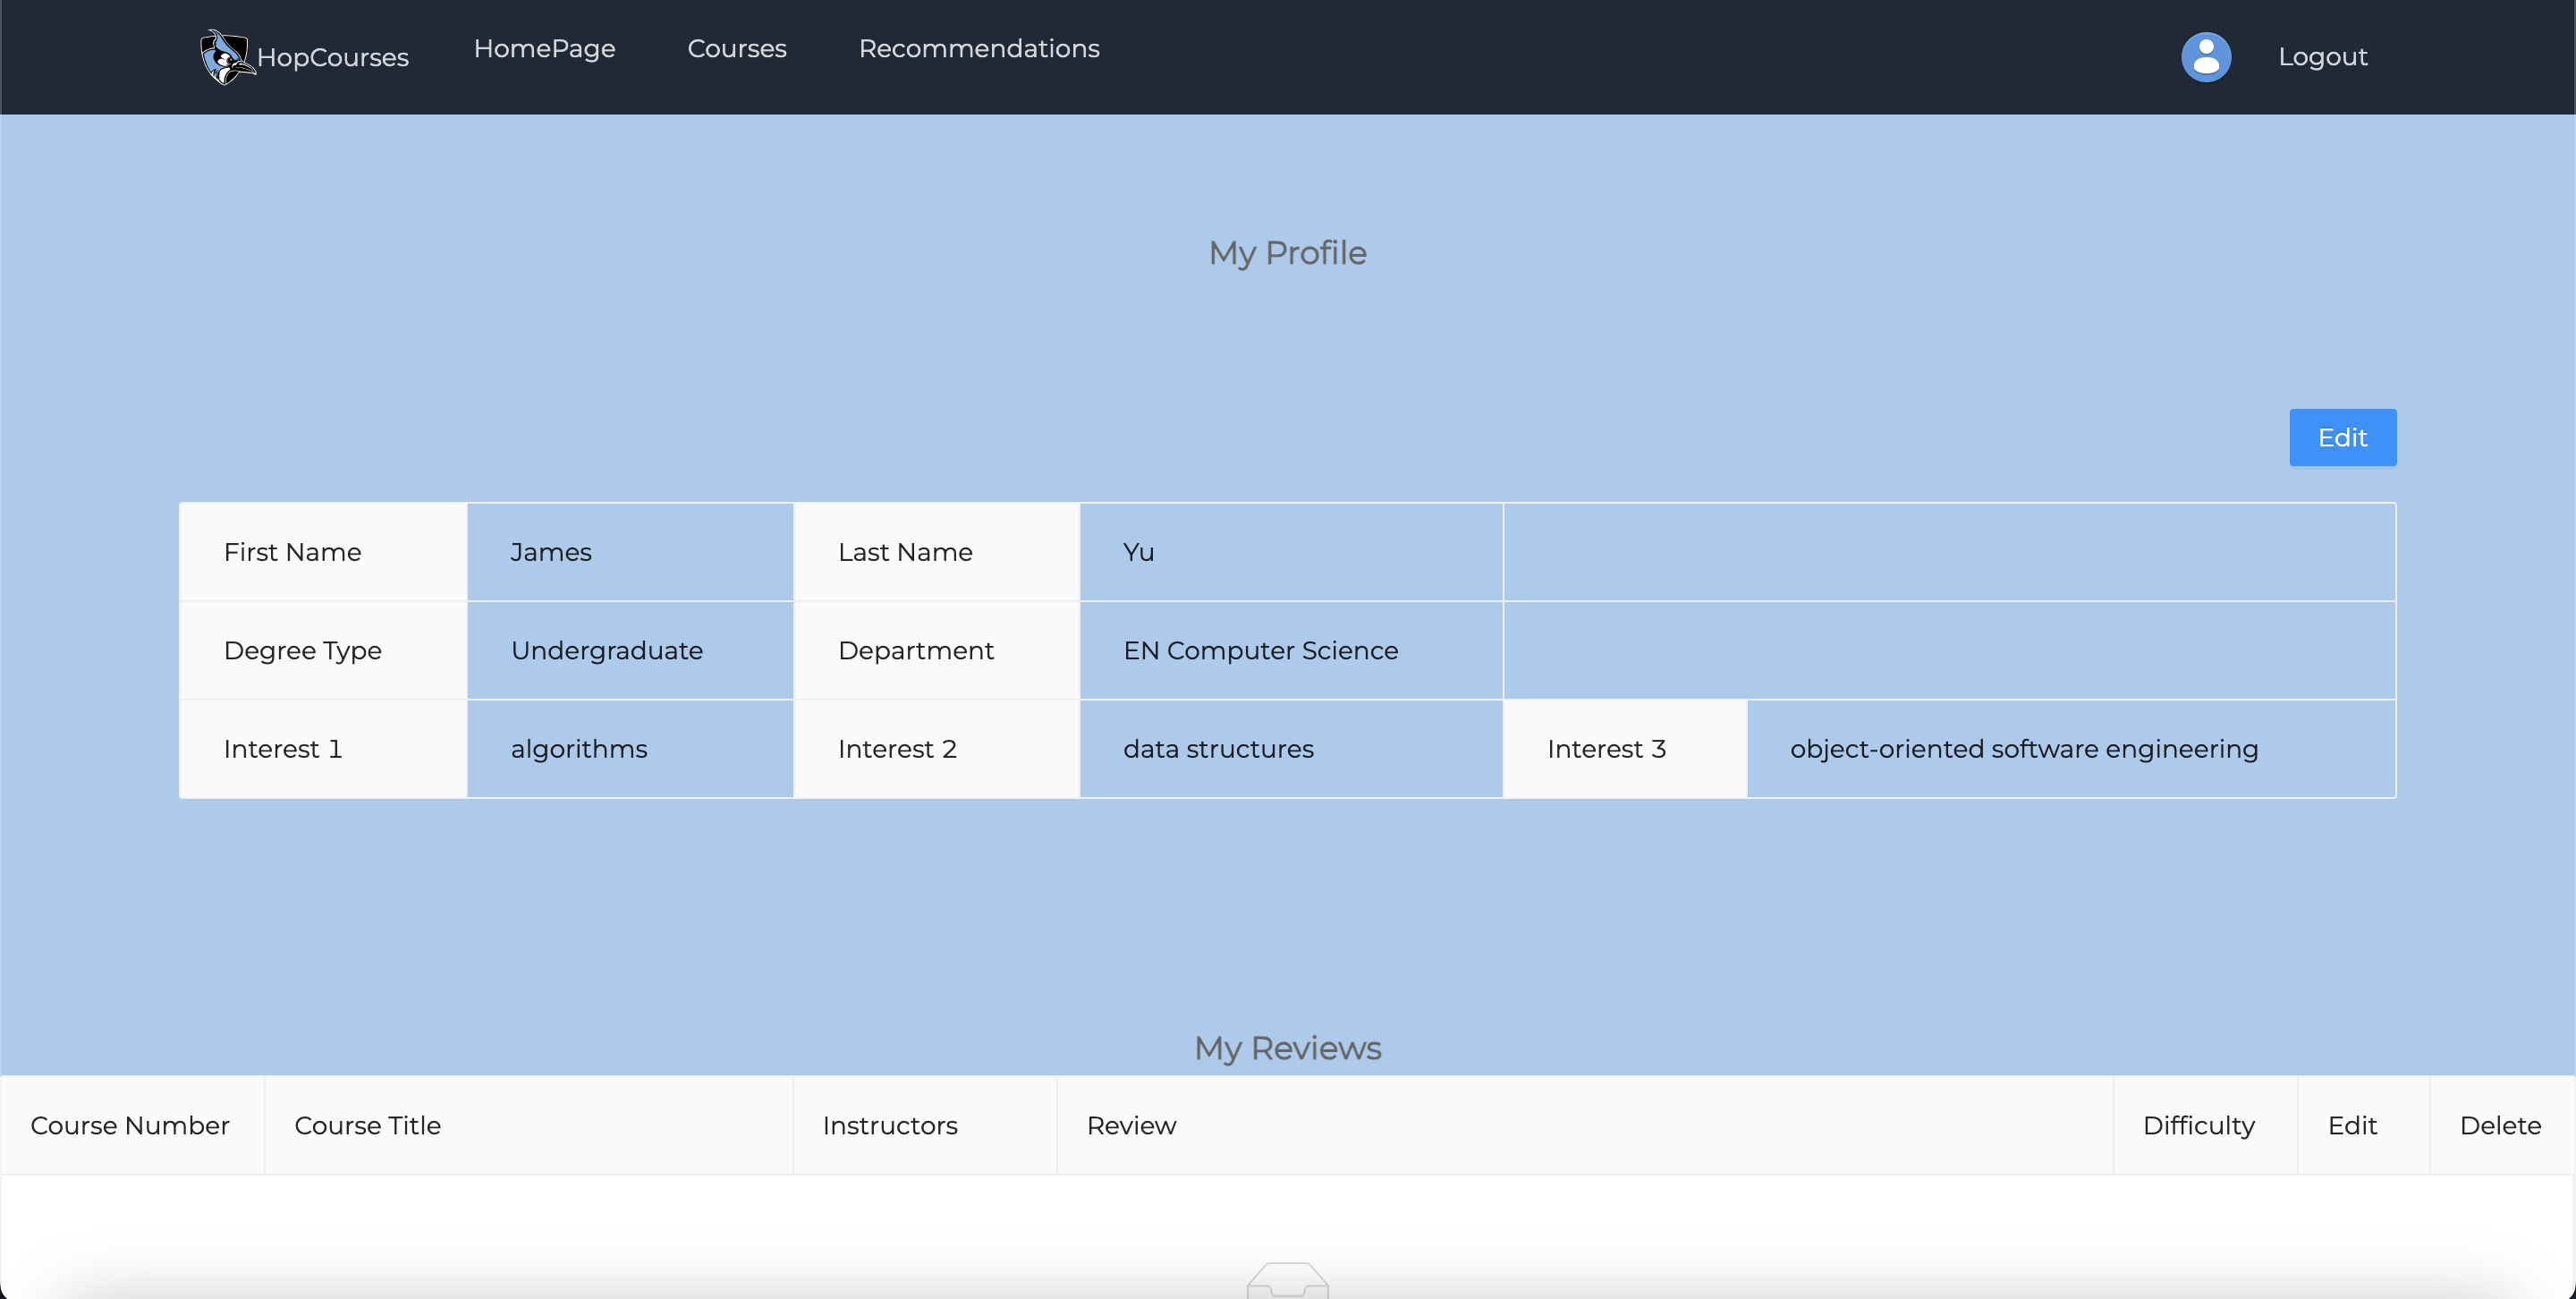 HopCourses HomePage Courses Recommendations Logout
My Profile
Edit
First Name James Last Name Yu
Degree Type Undergraduate Department EN Computer Science
Interest 1 algorithms Interest 2 data structures Interest 3 object-oriented software engineering
My Reviews
Course Number Course Title Instructors Review Difficulty Edit Delete